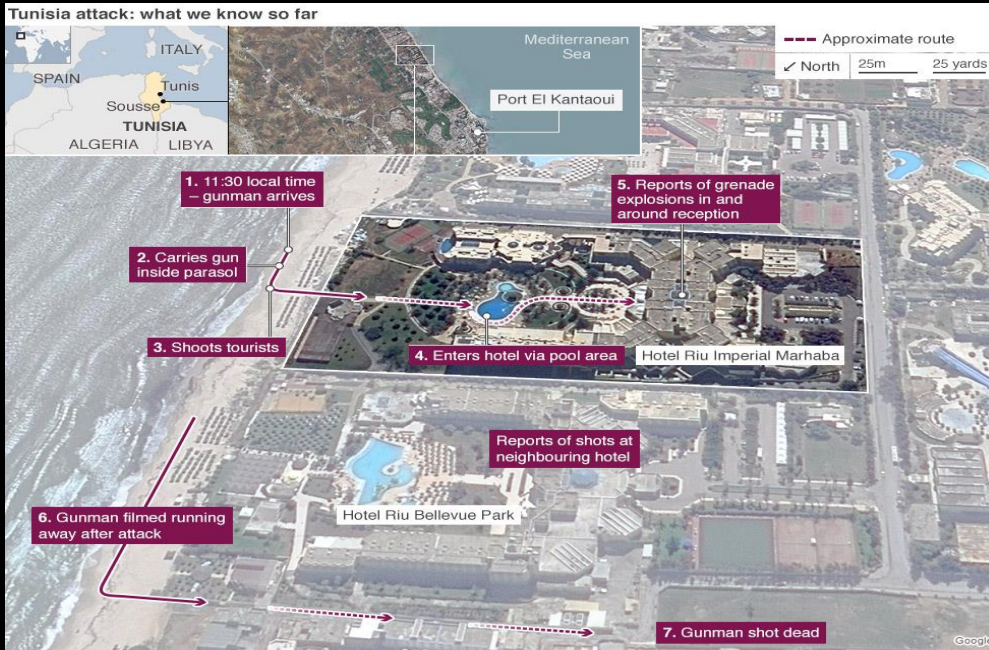 Tunisia attack: what we know so far
ITALY
SPAIN
Tunis
Sousse
TUNISIA
ALGERIA
LIBYA
Mediterranean
Sea
Port El Kantaoui
Approximate route
North
25m
25 yards
1. 11:30 local time
– gunman arrives
2. Carries gun
inside parasol
3. Shoots tourists
4. Enters hotel via pool area
5. Reports of grenade
explosions in and
around reception
Hotel Riu Imperial Marhaba
Reports of shots at
neighbouring hotel
Hotel Riu Bellevue Park
6. Gunman filmed running
away after attack
7. Gunman shot dead
Google